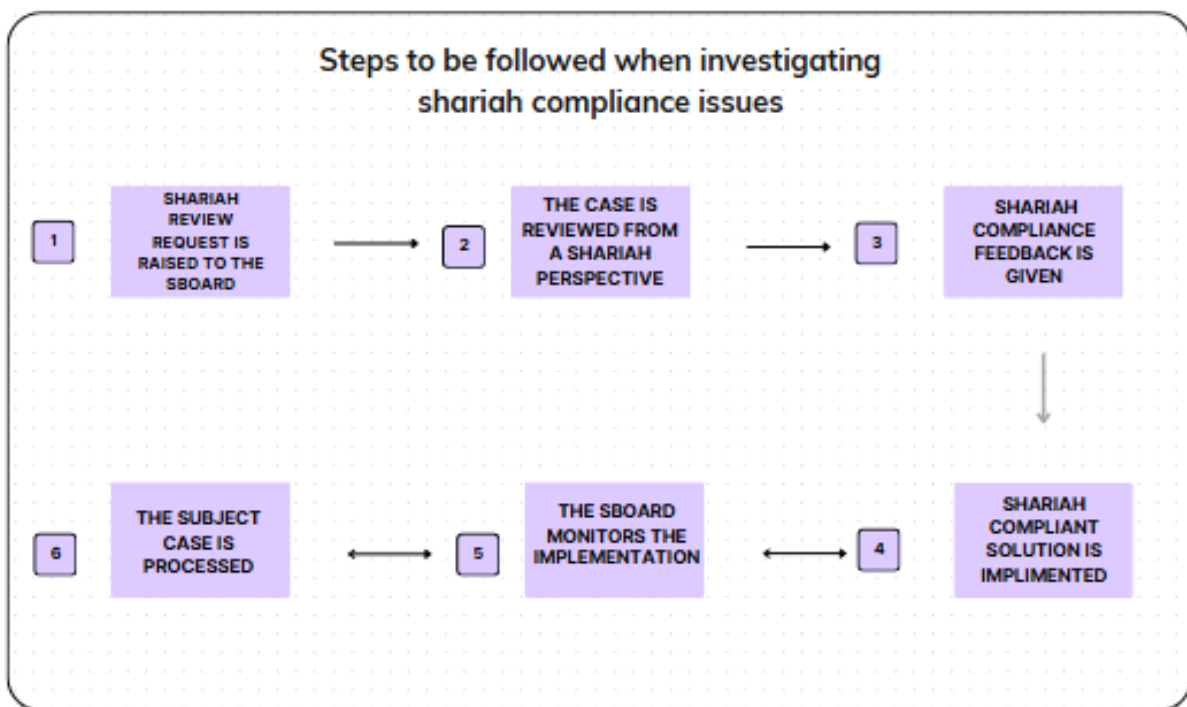 Steps to be followed when investigating
shariah compliance issues
1
SHARIAH
REVIEW
REQUEST IS
RAISED TO THE
SBOARD
2
THE CASE IS
REVIEWED FROM
A SHARIAH
PERSPECTIVE
3
SHARIAH
COMPLIANCE
FEEDBACK IS
GIVEN
4
SHARIAH
COMPLIANT
SOLUTION IS
IMPLIMENTED
5
THE SBOARD
MONITORS THE
IMPLEMENTATION
6
THE SUBJECT
CASE IS
PROCESSED